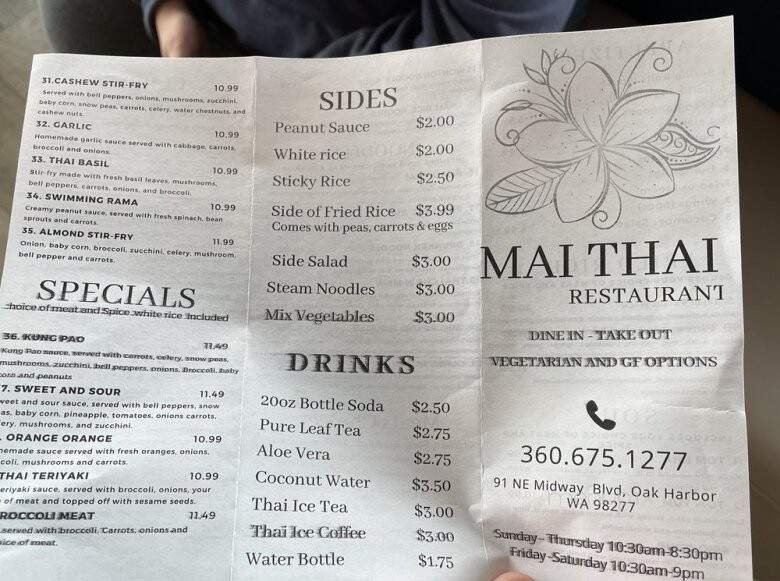 31.CASHEW STIR-FRY 10.99
Served with bell peppers, onions, mushrooms, zucchini,
baby corn, snow peas, carrots, celery, water chestnuts, and
cashew nuts.
32. GARLIC 10.99
Homemade garlic sauce served with cabbage, carrots,
broccoli and onions.
33. THAI BASIL 10.99
Stir-fry made with fresh basil leaves, mushrooms,
bell peppers, carrots, onions, and broccoli.
34. SWIMMING RAMA 10.99
Creamy peanut sauce, served with fresh spinach, bean
sprouts and carrots.
35. ALMOND STIR-FRY 11.99
Onion, baby corn, broccoli, zucchini, celery, mushroom,
bell pepper and carrots.
SPECIALS
hoice of meat and Spice .white rice Included
36. KUNG PAO 11.49
Kung Pao sauce, served with carrots, celery, snow peas,
mushrooms, zucchini, bell peppers, onions, Broccoli, baby
corn and peanuts
7. SWEET AND SOUR 11.49
weet and sour sauce, served with bell peppers, snow
as, baby corn, pineapple, tomatoes, onions carrots,
ery, mushrooms, and zucchini.
. ORANGE ORANGE 10.99
memade sauce served with fresh oranges, onions,
coli, mushrooms and carrots.
THAI TERIYAKI 10.99
eriyaki sauce, served with broccoli, onions, your
of meat and topped off with sesame seeds.
BROCCOLI MEAT 11.49
served with broccoli, Carrots, onions and
ice of meat.
SIDES
Peanut Sauce $2.00
White rice $2.00
Sticky Rice $2.50
Side of Fried Rice $3.99
Comes with peas, carrots & eggs
Side Salad $3.00
Steam Noodles $3.00
Mix Vegetables $3.00
DRINKS
20oz Bottle Soda $2.50
Pure Leaf Tea $2.75
Aloe Vera $2.75
Coconut Water $3.50
Thai Ice Tea $3.00
Thai Ice Coffee $3.00
Water Bottle $1.75
MAI THAI
RESTAURANT
DINE IN - TAKE OUT
VEGETARIAN AND GF OPTIONS
360.675.1277
91 NE Midway Blvd, Oak Harbor
WA 98277
Sunday - Thursday 10:30am-8:30pm
Friday -Saturday 10:30am-9pm